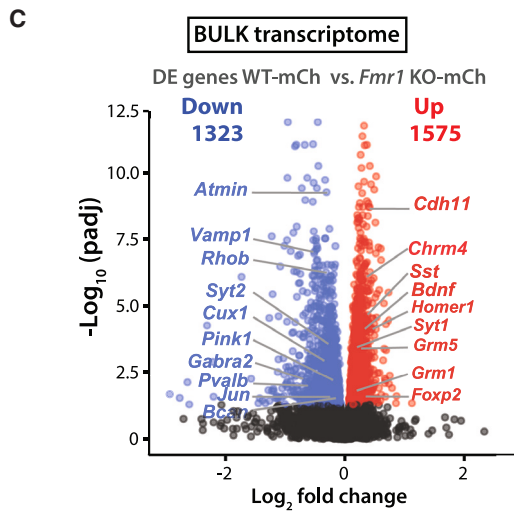 C
BULK transcriptome
DE genes WT-mCh vs. Fmr1 KO-mCh
Down
1323
Up
1575
-Log10 (padj)
12.5
10.0
7.5
5.0
2.5
0
Atmin
Vamp1
Rhob
Syt2
Cux1
Pink1
Gabra2
Pvalb
Jun
Bcan
Cdh11
Chrm4
Sst
Bdnf
Homer1
Syt1
Grm5
Grm1
Foxp2
-2
0
2
Log2 fold change